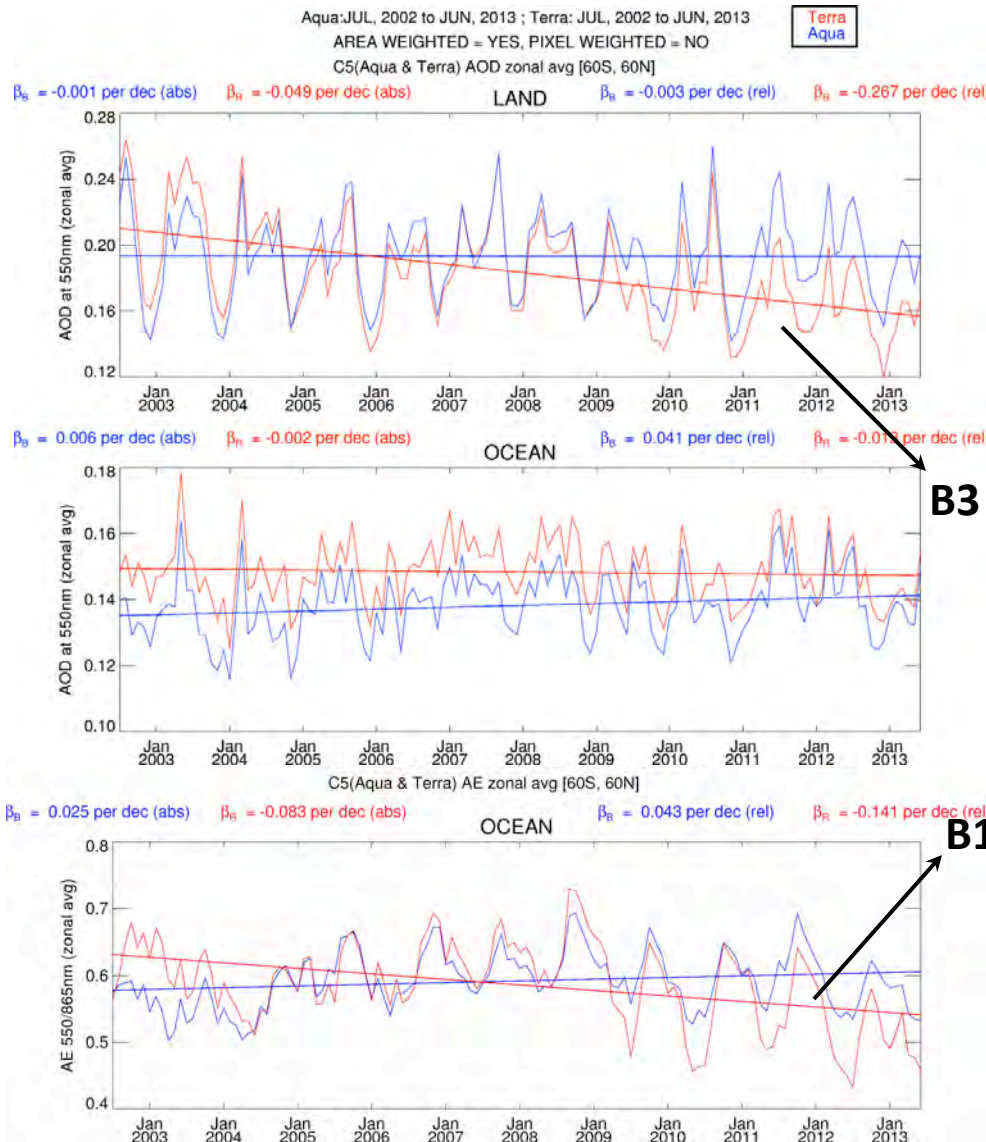 Aqua:JUL, 2002 to JUN, 2013 ; Terra: JUL, 2002 to JUN, 2013
Terra
Aqua
AREA WEIGHTED = YES, PIXEL WEIGHTED = NO
C5(Aqua & Terra) AOD zonal avg [60S, 60N]
βB = -0.001 per dec (abs) βR = -0.049 per dec (abs) βB = -0.003 per dec (rel) βR = -0.267 per dec (rel
LAND
AOD at 550nm (zonal avg)
0.28
0.24
0.20
0.16
0.12
Jan Jan Jan Jan Jan Jan Jan Jan Jan Jan Jan
2003 2004 2005 2006 2007 2008 2009 2010 2011 2012 2013
βB = 0.006 per dec (abs) βR = -0.002 per dec (abs) βB = 0.041 per dec (rel) βR = per dec (rel
OCEAN
B3
AOD at 550nm (zonal avg)
0.18
0.16
0.14
0.12
0.10
Jan Jan Jan Jan Jan Jan Jan Jan Jan Jan Jan
2003 2004 2005 2006 2007 2008 2009 2010 2011 2012 2013
C5(Aqua & Terra) AE zonal avg [60S, 60N]
βB = 0.025 per dec (abs) βR = -0.083 per dec (abs) βB = 0.043 per dec (rel) βR = -0.141 per dec (rel
OCEAN
B1
AE 550/865nm (zonal avg)
0.8
0.7
0.6
0.5
0.4
Jan Jan Jan Jan Jan Jan Jan Jan Jan Jan Jan
2003 2004 2005 2006 2007 2008 2009 2010 2011 2012 2013